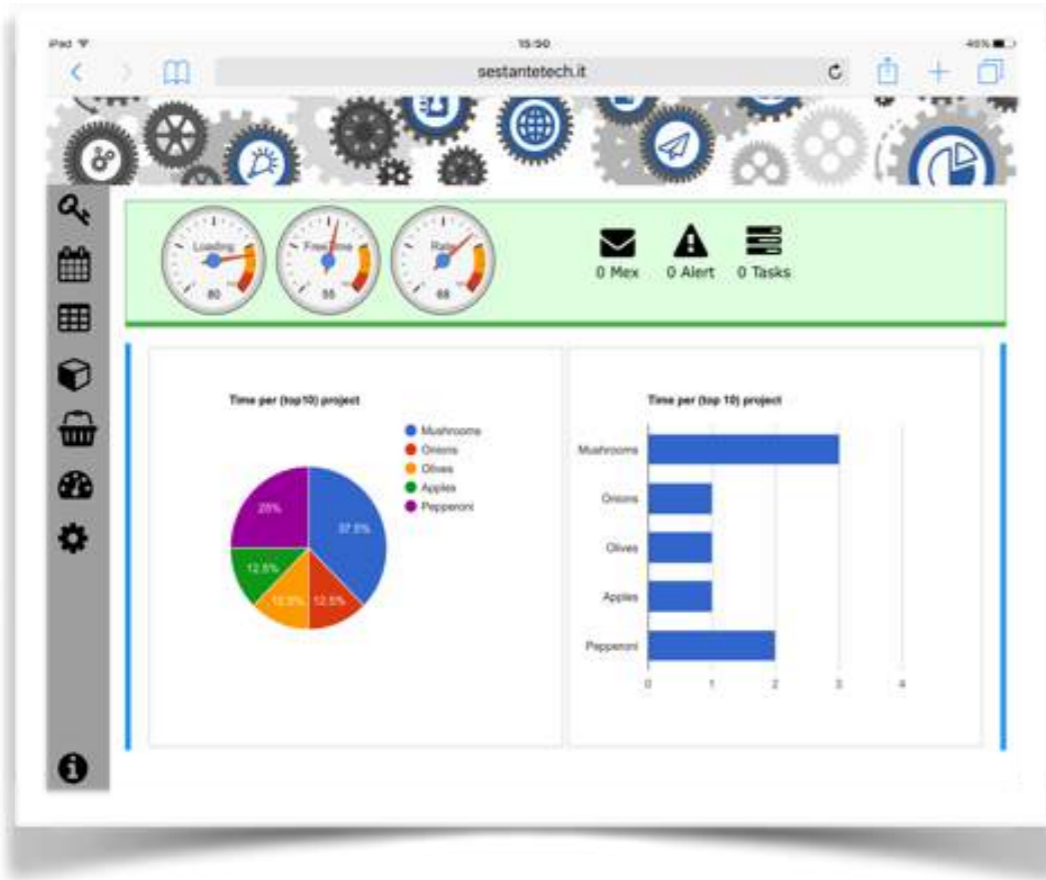 iPad
15:50
sestantetech.it
Loading
80
Free Time
55
Rate
68
0 Mex
0 Alert
0 Tasks
Time per (top10) project
Mushrooms
Onions
Olives
Apples
Pepperoni
25%
37.5%
12.5%
12.5%
12.5%
Time per (top 10) project
Mushrooms
Onions
Olives
Apples
Pepperoni
0 1 2 3 4